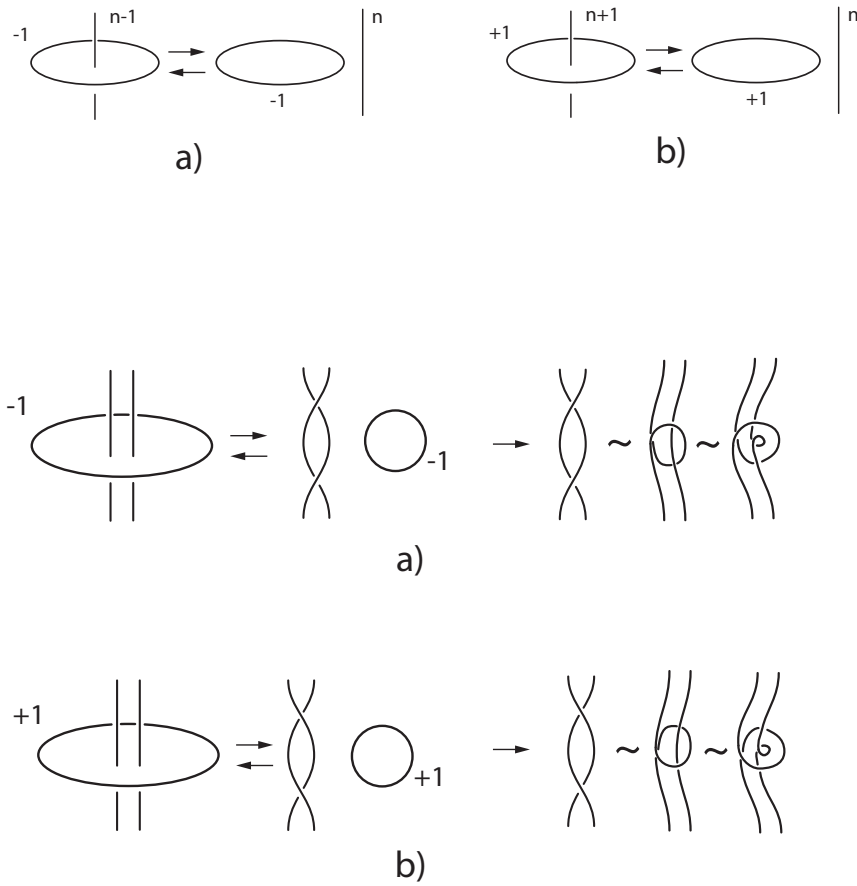 -1 n-1 -1 n
a)
+1 n+1 +1 n
b)
-1 -1 ~ ~
a)
+1 +1 ~ ~
b)